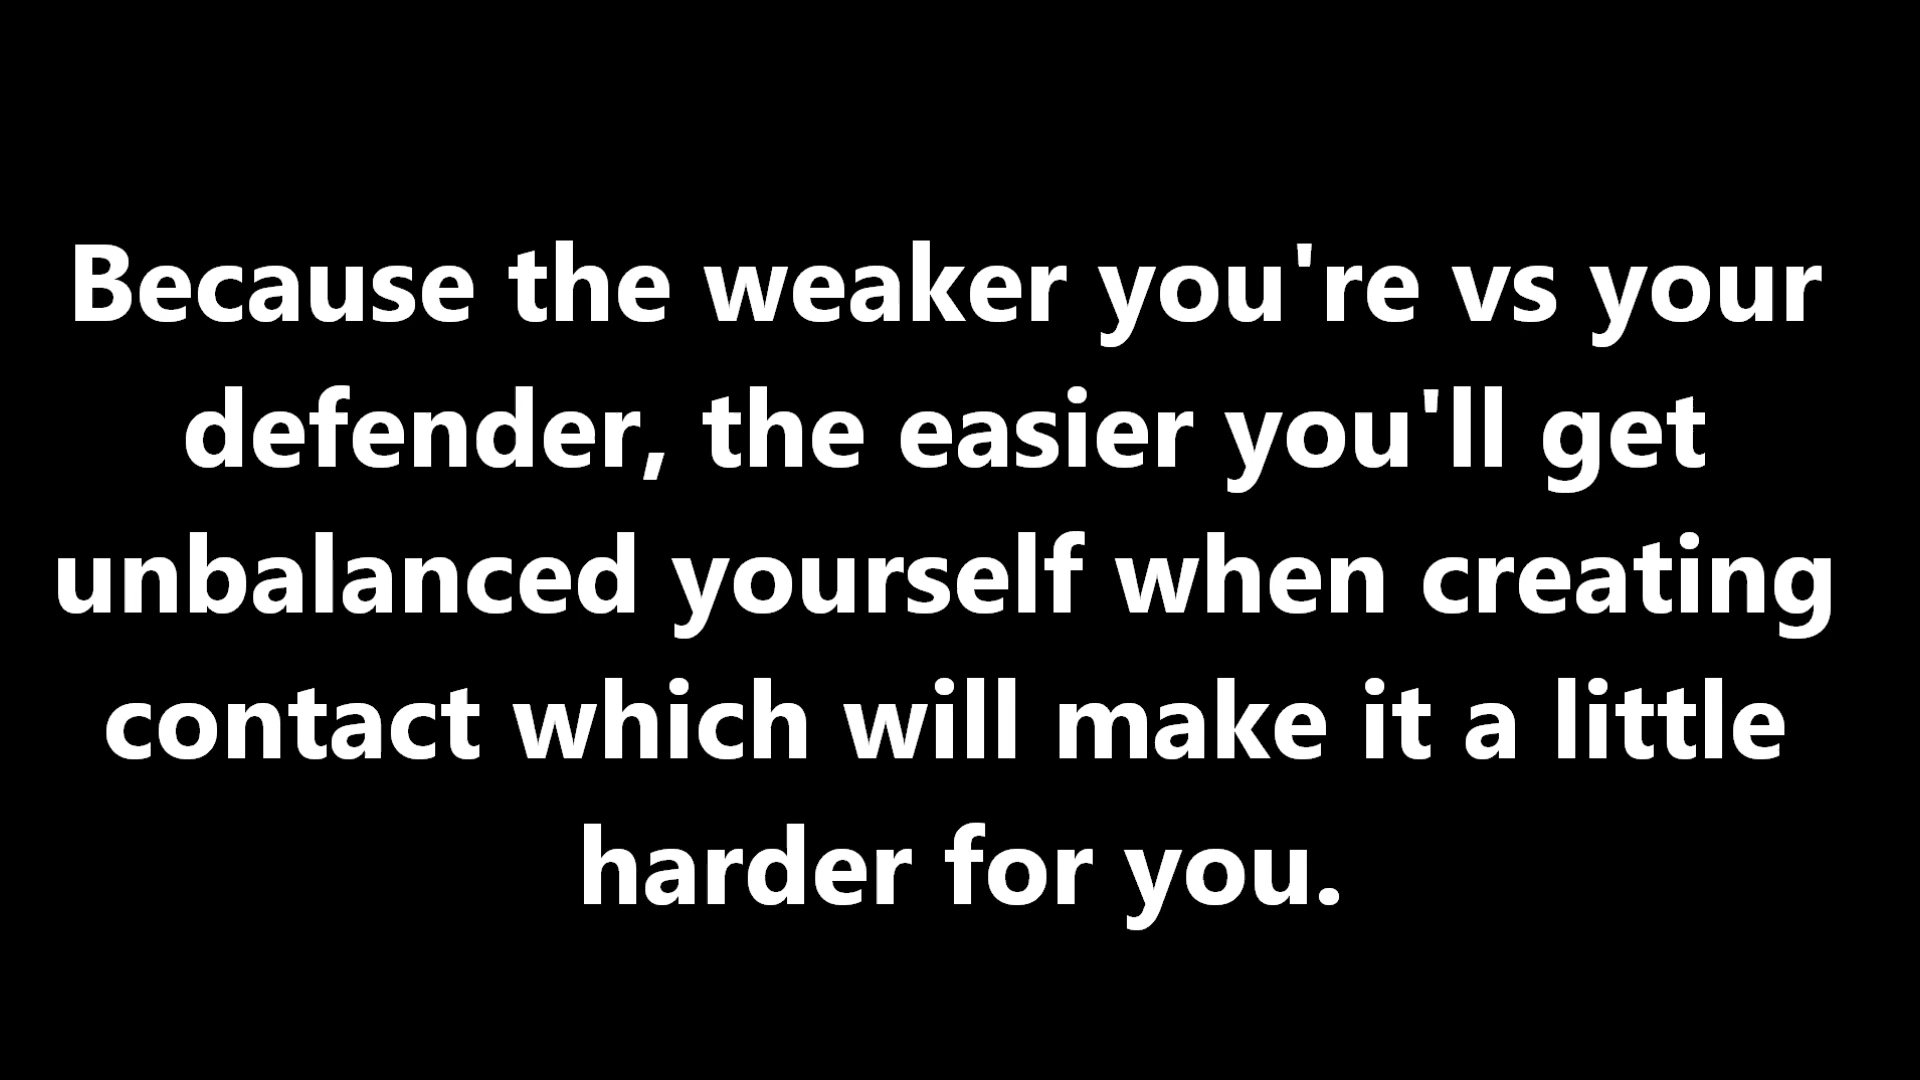 Because the weaker you're vs your
defender, the easier you'll get
unbalanced yourself when creating
contact which will make it a little
harder for you.